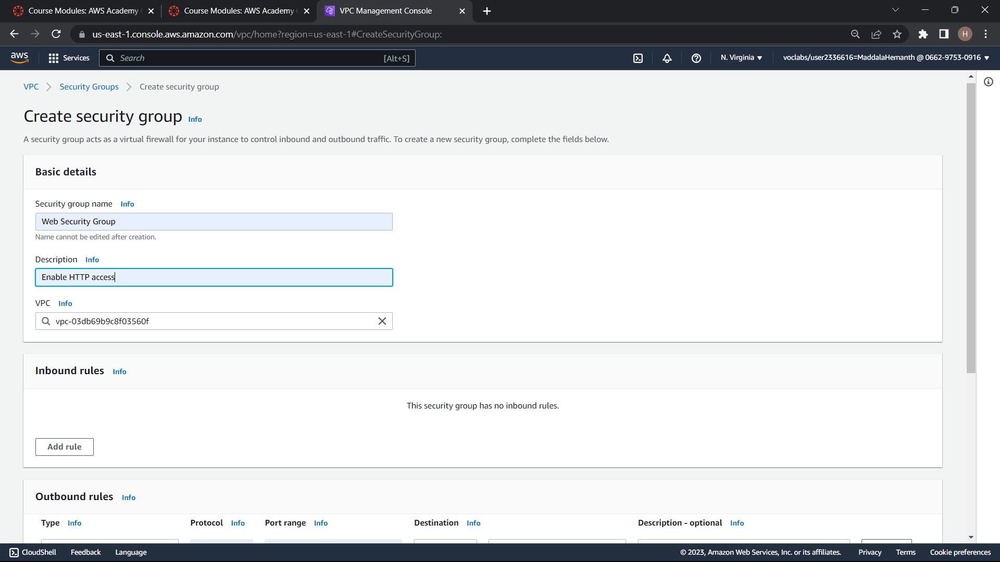 Course Modules: AWS Academy
Course Modules: AWS Academy
VPC Management Console
us-east-1.console.aws.amazon.com/vpc/home?region=us-east-1#CreateSecurityGroup:
H
aws
Services
Search
[Alt+S]
N. Virginia
voclabs/user2336616=MaddalaHemanth @ 0662-9753-0916
VPC
Security Groups
Create security group
Create security group Info
A security group acts as a virtual firewall for your instance to control inbound and outbound traffic. To create a new security group, complete the fields below.
Basic details
Security group name Info
Web Security Group
Name cannot be edited after creation.
Description Info
Enable HTTP access
VPC Info
vpc-03db69b9c8f03560f
Inbound rules Info
This security group has no inbound rules.
Add rule
Outbound rules Info
Type Info
Protocol Info
Port range Info
Destination Info
Description - optional Info
CloudShell
Feedback
Language
© 2023, Amazon Web Services, Inc. or its affiliates.
Privacy
Terms
Cookie preferences